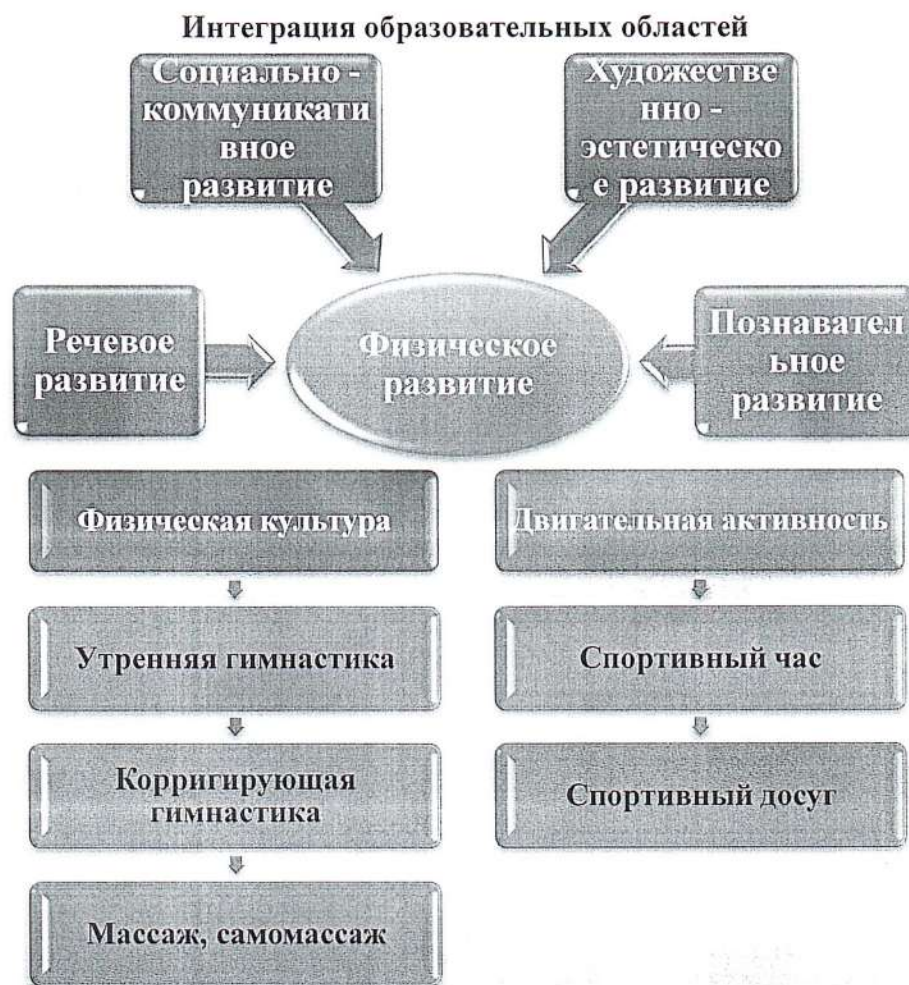 Интеграция образовательных областей
Социально -
коммуникати
вное
развитие
Художестве
нно -
эстетическо
е развитие
Речевое
развитие
Физическое
развитие
Познавател
ьное
развитие
Физическая культура
Утренняя гимнастика
Корригирующая
гимнастика
Массаж, самомассаж
Двигательная активность
Спортивный час
Спортивный досуг